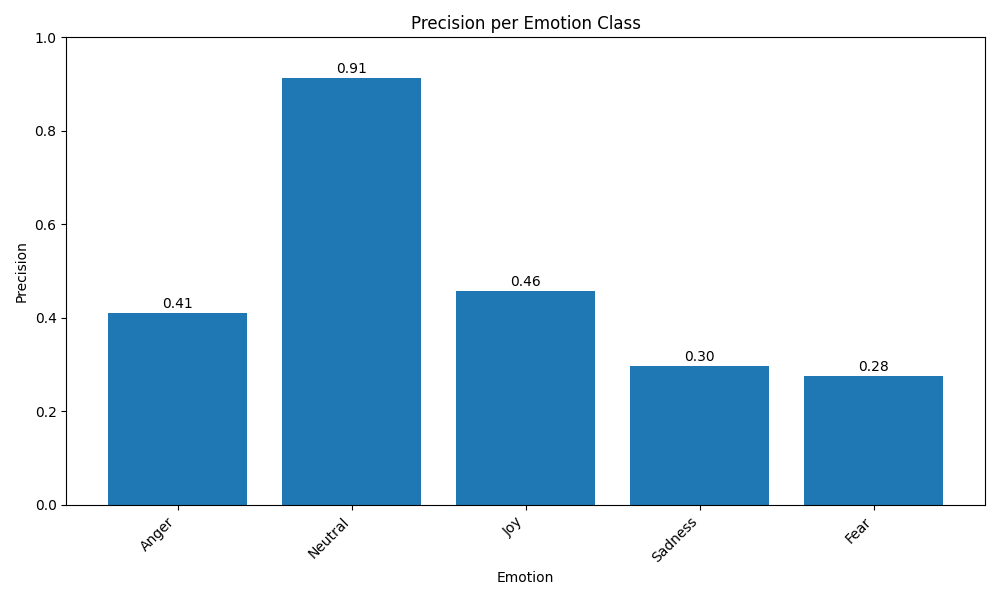 Precision per Emotion Class
1.0
0.8
0.6
0.4
0.2
0.0
Precision
0.41
0.91
0.46
0.30
0.28
Anger
Neutral
Joy
Sadness
Fear
Emotion